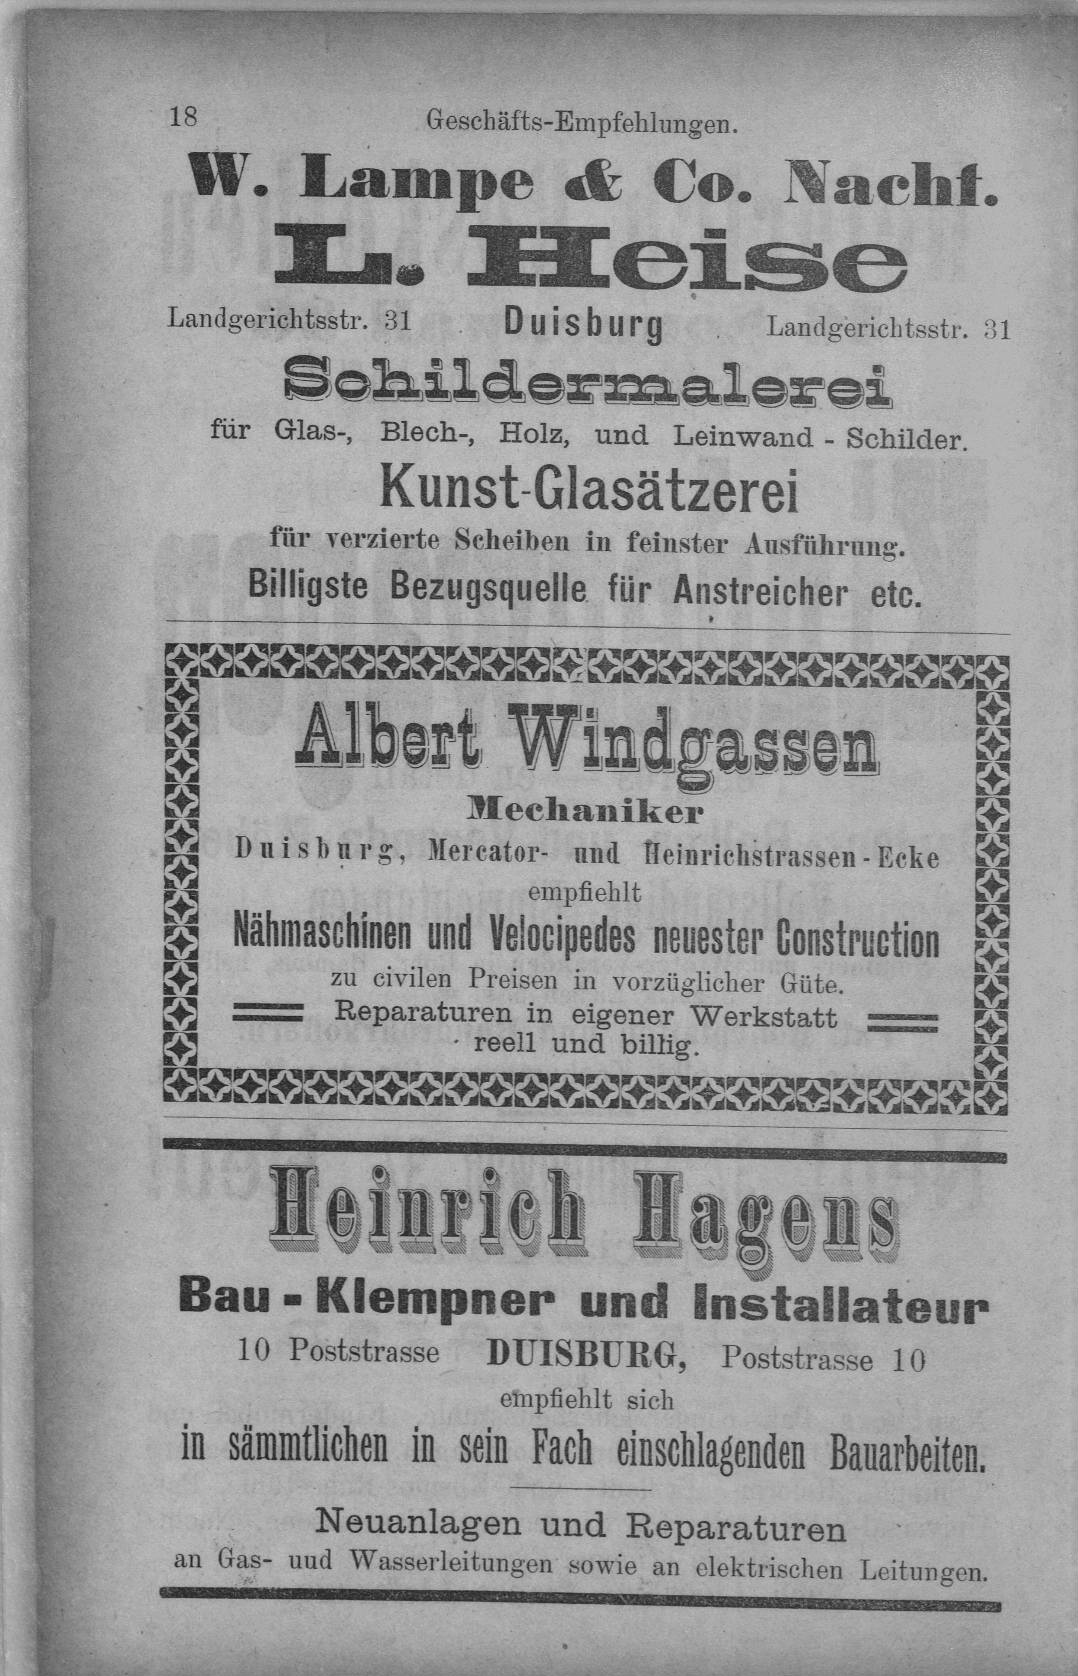 18
Geschäfts-Empfehlungen.
W. Lampe & Co. Nachf.
L. Heise
Landgerichtsstr. 31 Duisburg Landgerichtsstr. 31
Schildermalerei
für Glas-, Blech-, Holz, und Leinwand - Schilder.
Kunst-Glasätzerei
für verzierte Scheiben in feinster Ausführung.
Billigste Bezugsquelle für Anstreicher etc.
Albert Windgassen
Mechaniker
Duisburg, Mercator- und Heinrichstrassen-Ecke
empfiehlt
Nähmaschinen und Velocipedes neuester Construction
zu civilen Preisen in vorzüglicher Güte.
Reparaturen in eigener Werkstatt
reell und billig.
Heinrich Hagens
Bau - Klempner und Installateur
10 Poststrasse DUISBURG, Poststrasse 10
empfiehlt sich
in sämmtlichen in sein Fach einschlagenden Bauarbeiten.
Neuanlagen und Reparaturen
an Gas- uud Wasserleitungen sowie an elektrischen Leitungen.